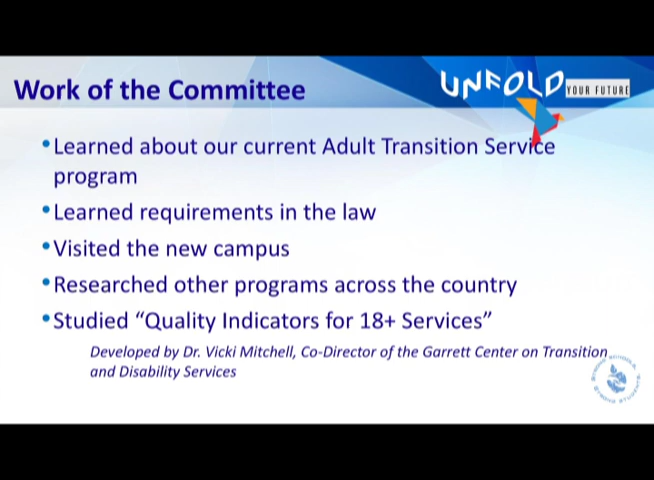 Work of the Committee
UNFOLD YOUR FUTURE
•Learned about our current Adult Transition Service
program
•Learned requirements in the law
•Visited the new campus
•Researched other programs across the country
•Studied “Quality Indicators for 18+ Services”
Developed by Dr. Vicki Mitchell, Co-Director of the Garrett Center on Transition
and Disability Services